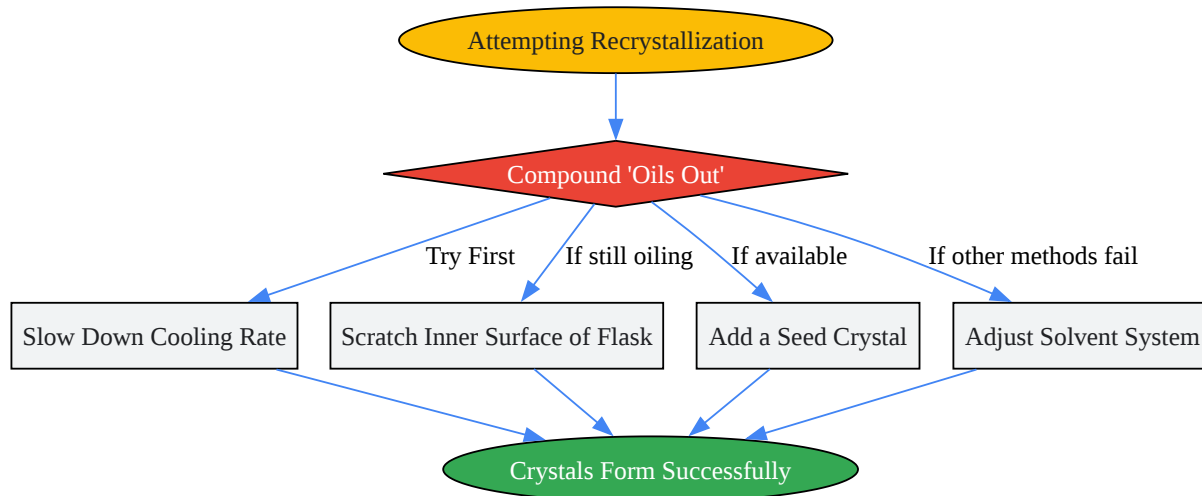 Attempting Recrystallization
Compound 'Oils Out'
Try First
If still oiling
If available
If other methods fail
Slow Down Cooling Rate
Scratch Inner Surface of Flask
Add a Seed Crystal
Adjust Solvent System
Crystals Form Successfully